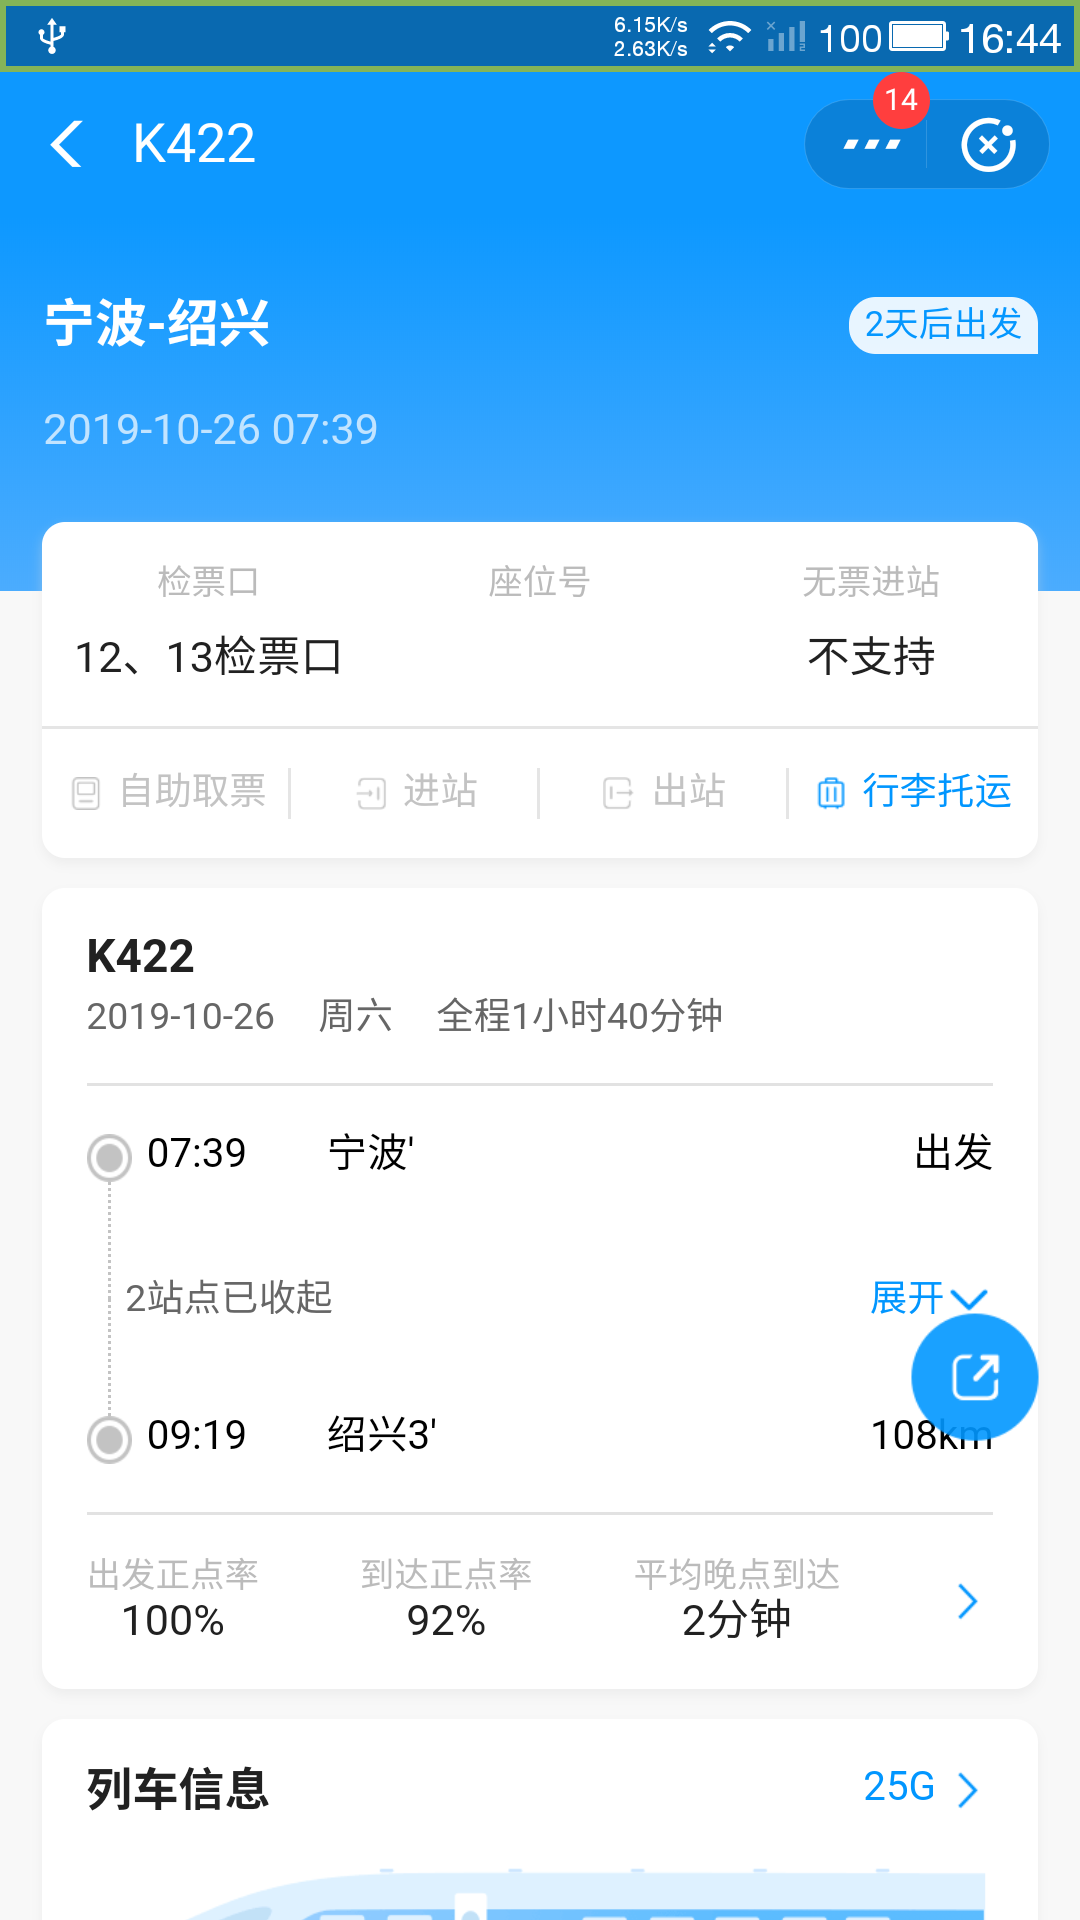 6.15K/s
2.63K/s
100
16:44
K422
14
宁波-绍兴
2天后出发
2019-10-26 07:39
检票口 座位号 无票进站
12、13检票口 不支持
自助取票 进站 出站 行李托运
K422
2019-10-26 周六 全程1小时40分钟
07:39 宁波' 出发
2站点已收起 展开
09:19 绍兴3' 108km
出发正点率 到达正点率 平均晚点到达
100% 92% 2分钟
列车信息 25G